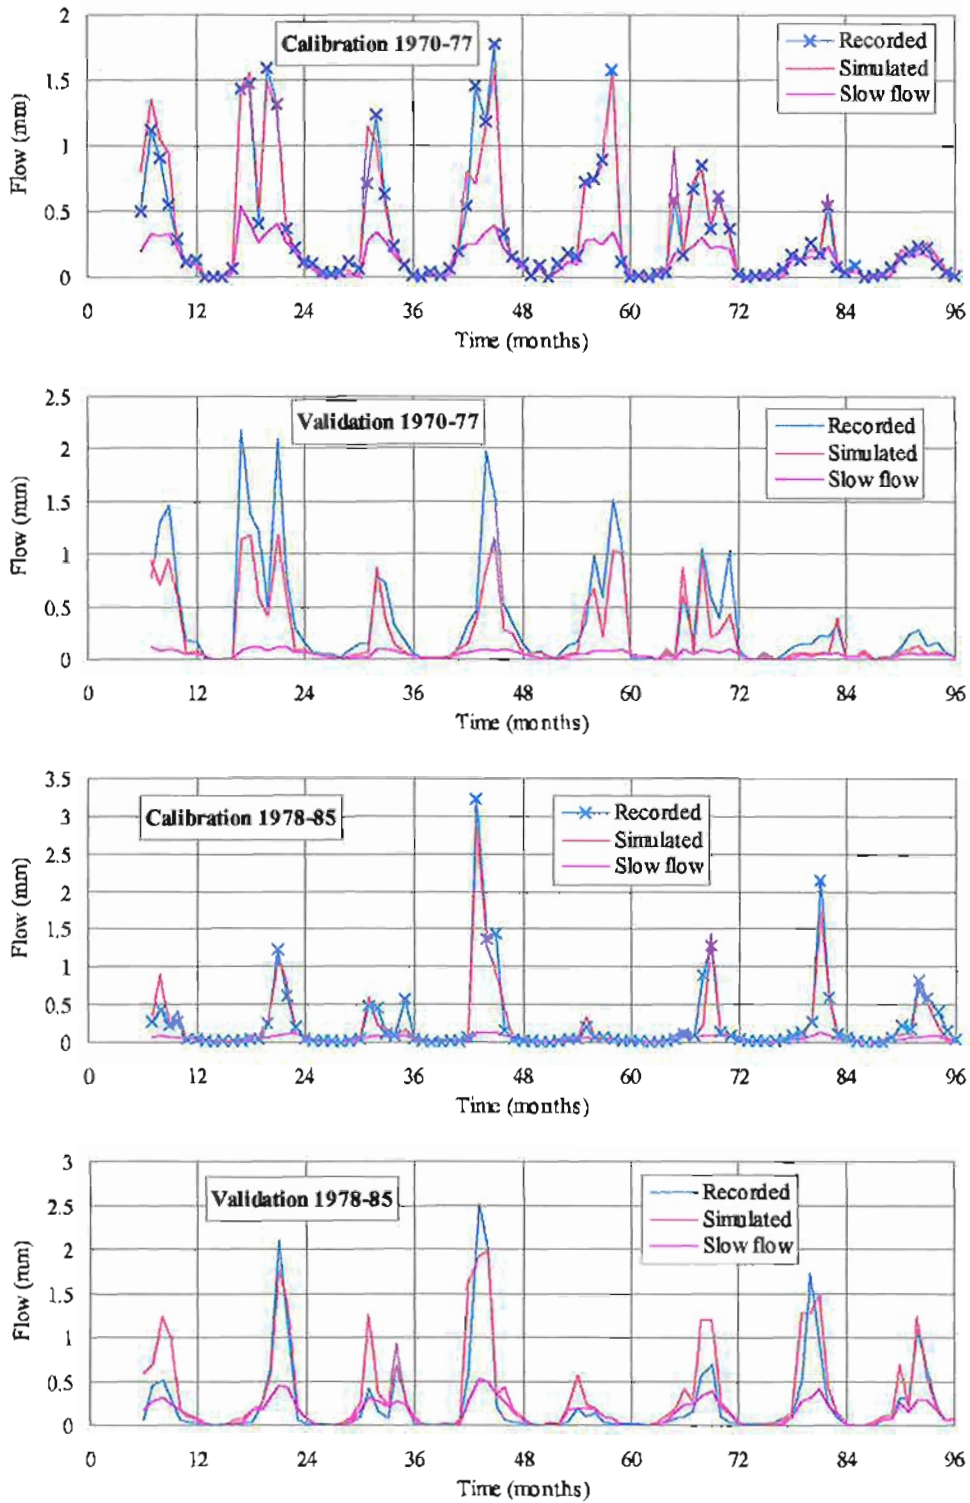 Calibration 1970-77
Recorded
Simulated
Slow flow
Flow (mm)
2
1.5
1
0.5
0
0 12 24 36 48 60 72 84 96
Time (months)
Validation 1970-77
Recorded
Simulated
Slow flow
Flow (mm)
2.5
2
1.5
1
0.5
0
0 12 24 36 48 60 72 84 96
Time (months)
Calibration 1978-85
Recorded
Simulated
Slow flow
Flow (mm)
3.5
3
2.5
2
1.5
1
0.5
0
0 12 24 36 48 60 72 84 96
Time (months)
Validation 1978-85
Recorded
Simulated
Slow flow
Flow (mm)
3
2.5
2
1.5
1
0.5
0
0 12 24 36 48 60 72 84 96
Time (months)